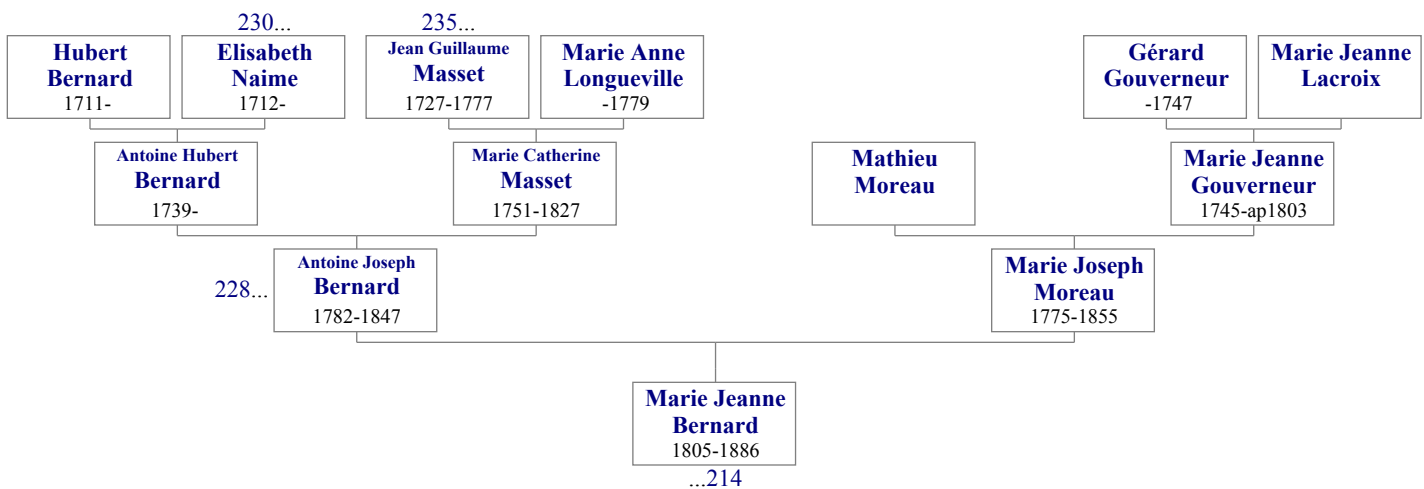 230...
235...
Hubert
Bernard
1711-
Elisabeth
Naime
1712-
Jean Guillaume
Masset
1727-1777
Marie Anne
Longueville
-1779
Gérard
Gouverneur
-1747
Marie Jeanne
Lacroix
Antoine Hubert
Bernard
1739-
Marie Catherine
Masset
1751-1827
Mathieu
Moreau
Marie Jeanne
Gouverneur
1745-ap1803
228...
Antoine Joseph
Bernard
1782-1847
Marie Joseph
Moreau
1775-1855
Marie Jeanne
Bernard
1805-1886
...214